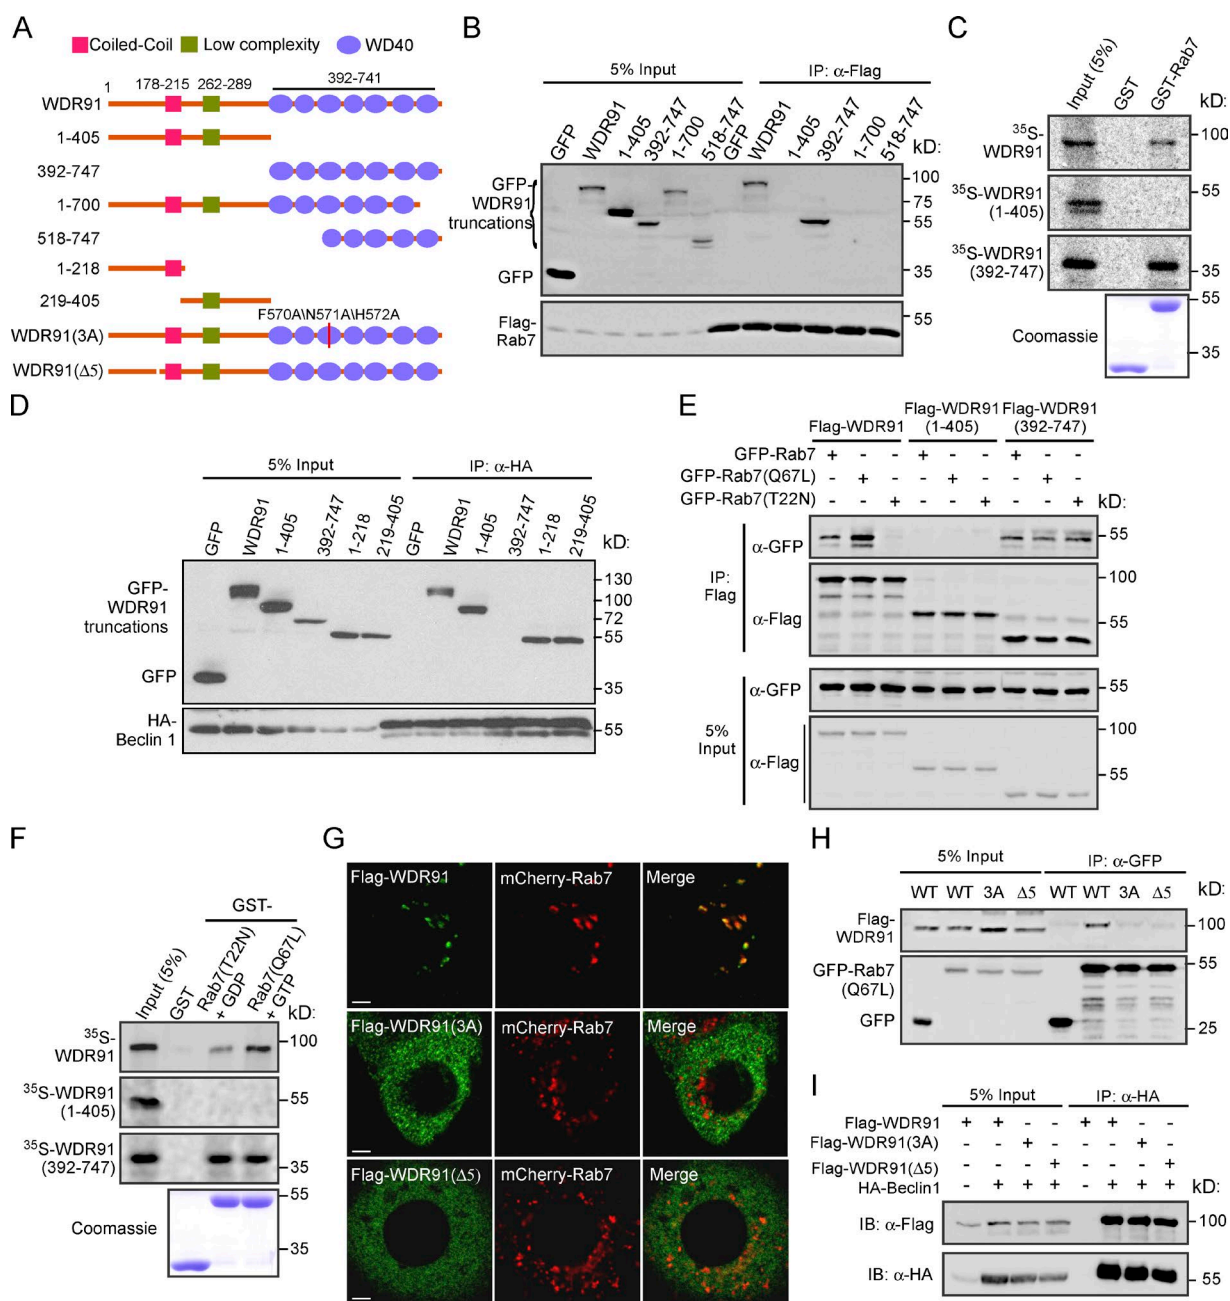 A
Coiled-Coil Low complexity WD40
1 178-215 262-289 392-741
WDR91
1-405
392-747
1-700
518-747
1-218
219-405
F570A\N571A\H572A
WDR91(3A)
WDR91(Δ5)
B
5% Input IP: α-Flag
GFP WDR91 1-405 392-747 1-700 518-747 GFP WDR91 1-405 392-747 1-700 518-747 kD:
GFP-
WDR91
truncations
GFP
100
75
55
35
Flag-
Rab7
55
C
Input (5%) GST GST-Rab7 kD:
35S-
WDR91
100
35S-WDR91
(1-405)
55
35S-WDR91
(392-747)
35
Coomassie
55
35
D
5% Input IP: α-HA
GFP WDR91 1-405 392-747 1-218 219-405 GFP WDR91 1-405 392-747 1-218 219-405 kD:
GFP-
WDR91
truncations
GFP
130
100
72
55
35
HA-
Beclin 1
55
E
Flag-WDR91 Flag-WDR91 (1-405) Flag-WDR91 (392-747)
GFP-Rab7 + - - + - - + - -
GFP-Rab7(Q67L) - + - - + - - + -
GFP-Rab7(T22N) - - + - - + - - + kD:
IP: Flag
α-GFP 55
α-Flag 100
55
5% Input
α-GFP 55
α-Flag 100
55
F
GST-
Input (5%) GST Rab7(T22N) + GDP Rab7(Q67L) + GTP kD:
35S-
WDR91
100
35S-WDR91
(1-405)
55
35S-WDR91
(392-747)
35
Coomassie
55
35
G
Flag-WDR91 mCherry-Rab7 Merge
Flag-WDR91(3A) mCherry-Rab7 Merge
Flag-WDR91(Δ5) mCherry-Rab7 Merge
H
5% Input IP: α-GFP
WT WT 3A Δ5 WT WT 3A Δ5 kD:
Flag-
WDR91
100
GFP-Rab7
(Q67L)
GFP
55
25
I
5% Input IP: α-HA
Flag-WDR91 + + - - + + - -
Flag-WDR91(3A) - - + - - - + -
Flag-WDR91(Δ5) - - - + - - - +
HA-Beclin1 - + + + - + + + kD:
IB: α-Flag 100
IB: α-HA 55